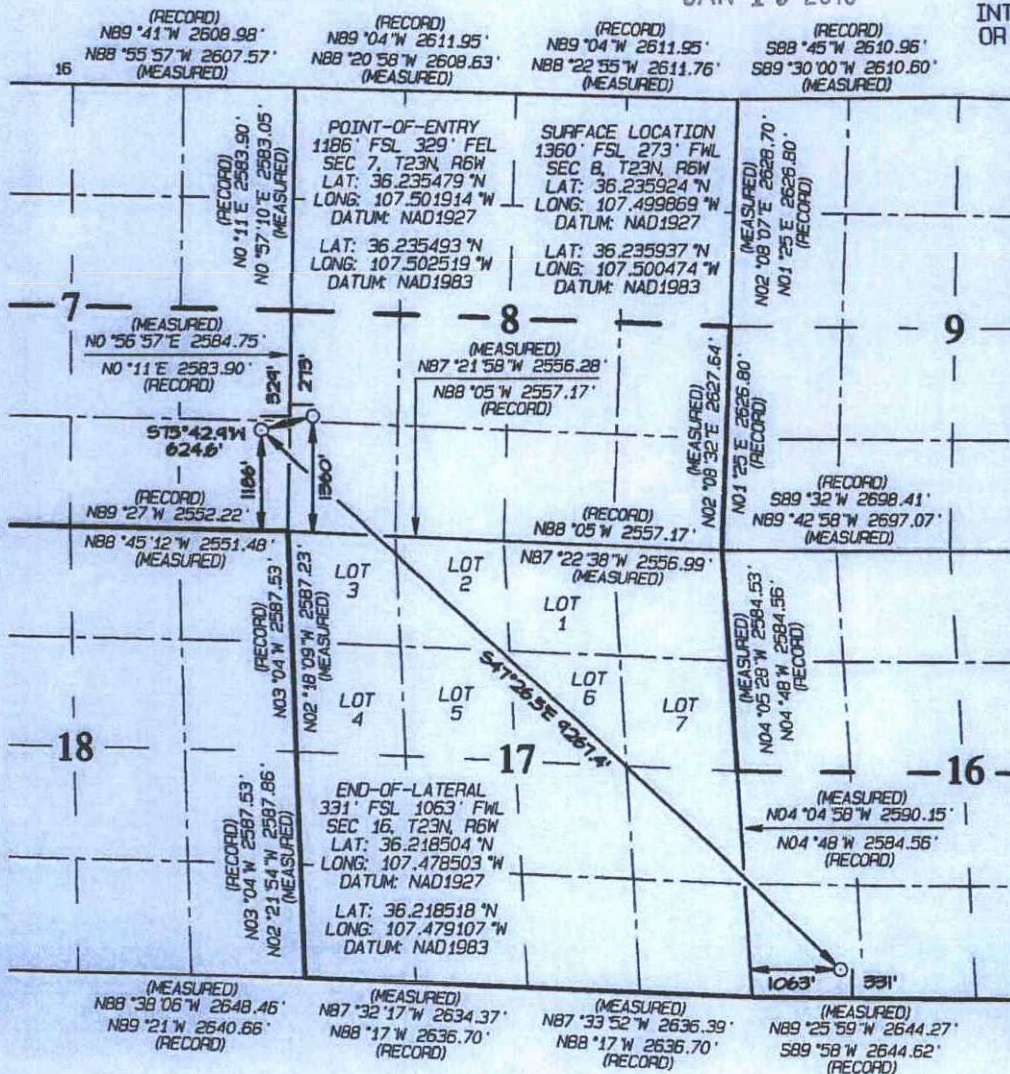 JAN 1
2016
INT
OR
(RECORD)
N89°41'W 2608.98'
N88°55'57"W 2607.57'
(MEASURED)
(RECORD)
N89°04'W 2611.95'
N88°20'58"W 2608.63'
(MEASURED)
(RECORD)
N89°04'W 2611.95'
N88°22'55"W 2611.76'
(MEASURED)
(RECORD)
S88°45'W 2610.96'
S89°30'00"W 2610.60'
(MEASURED)
16
(RECORD)
N0°11'E 2583.90'
N0°57'10"E 2583.05'
(MEASURED)
POINT-OF-ENTRY
1186' FSL 329' FEL
SEC 7, T23N, R6W
LAT: 36.235479°N
LONG: 107.501914°W
DATUM: NAD1927
LAT: 36.235493°N
LONG: 107.502519°W
DATUM: NAD1983
SURFACE LOCATION
1360' FSL 273' FWL
SEC 8, T23N, R6W
LAT: 36.235924°N
LONG: 107.499869°W
DATUM: NAD1927
LAT: 36.235937°N
LONG: 107.500474°W
DATUM: NAD1983
(MEASURED)
N02°08'07"E 2628.70'
N01°25'E 2626.80'
(RECORD)
7
8
9
(MEASURED)
N0°56'57"E 2584.75'
N0°11'E 2583.90'
(RECORD)
(MEASURED)
N87°21'58"W 2556.28'
N88°05'W 2557.17'
(RECORD)
329'
273'
S75°42.9'W
624.6'
1186'
1360'
(MEASURED)
N02°08'32"E 2627.64'
N01°25'E 2626.80'
(RECORD)
(RECORD)
N89°27'W 2552.22'
N88°45'12"W 2551.48'
(MEASURED)
(RECORD)
N88°05'W 2557.17'
N87°22'38"W 2556.99'
(MEASURED)
(RECORD)
S89°32'W 2698.41'
N89°42'58"W 2697.07'
(MEASURED)
LOT
3
LOT
2
LOT
1
(RECORD)
N03°04'W 2587.53'
N02°18'09"W 2587.23'
(MEASURED)
LOT
4
LOT
5
LOT
6
LOT
7
S47°26.5'E 9267.4'
(MEASURED)
N04°05'28"W 2584.53'
N04°48'W 2584.56'
(RECORD)
18
17
16
END-OF-LATERAL
331' FSL 1063' FWL
SEC 16, T23N, R6W
LAT: 36.218504°N
LONG: 107.478503°W
DATUM: NAD1927
LAT: 36.218518°N
LONG: 107.479107°W
DATUM: NAD1983
(MEASURED)
N04°04'58"W 2590.15'
N04°48'W 2584.56'
(RECORD)
(RECORD)
N03°04'W 2587.53'
N02°21'54"W 2587.86'
(MEASURED)
1063'
331'
(MEASURED)
N88°38'06"W 2648.46'
N89°21'W 2640.66'
(RECORD)
(MEASURED)
N87°32'17"W 2634.37'
N88°17'W 2636.70'
(RECORD)
(MEASURED)
N87°33'52"W 2636.39'
N88°17'W 2636.70'
(RECORD)
(MEASURED)
N89°25'59"W 2644.27'
S89°58'W 2644.62'
(RECORD)